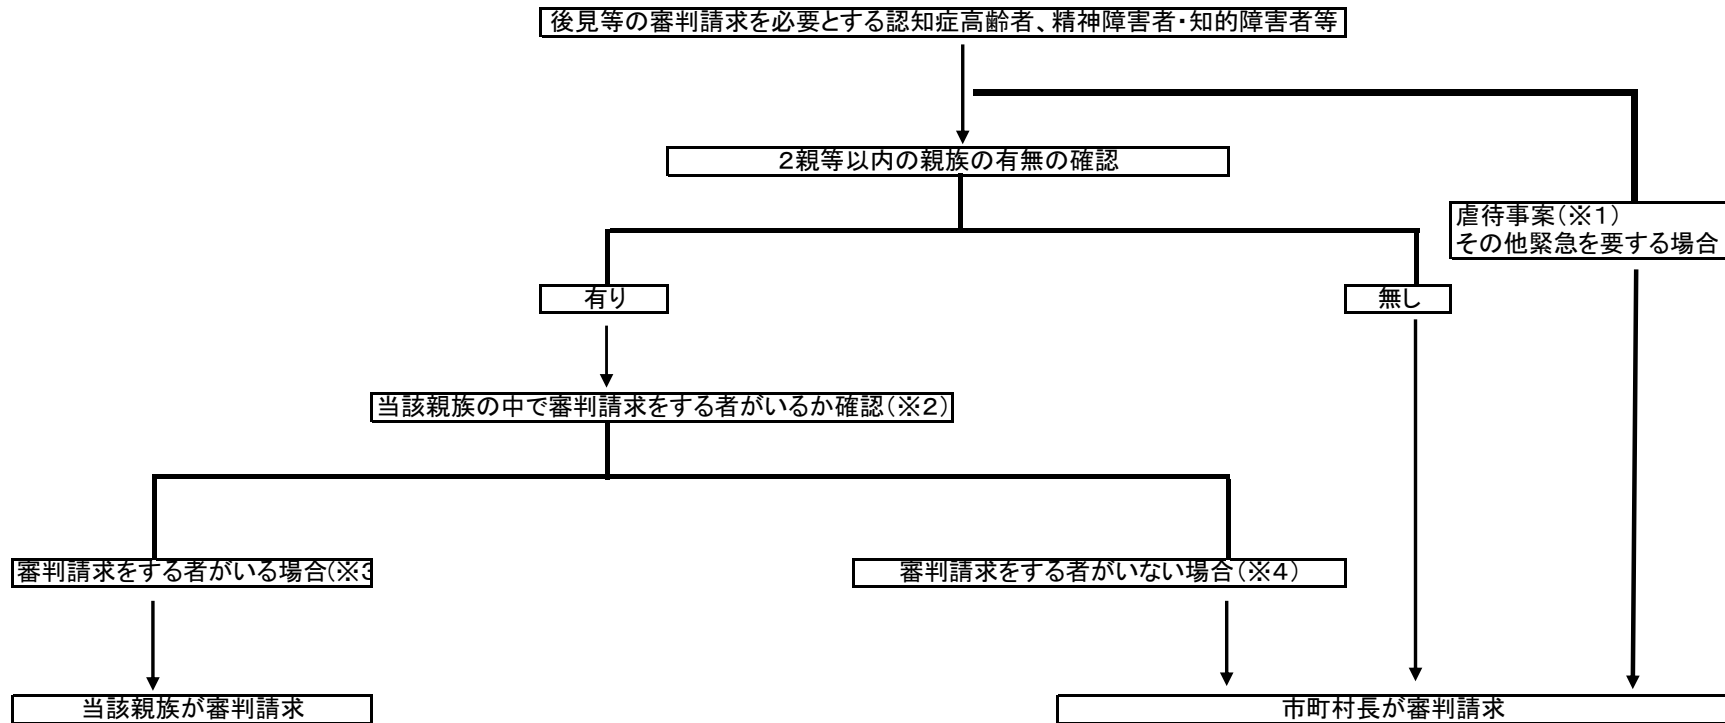 後見等の審判請求を必要とする認知症高齢者、精神障害者・知的障害者等
２親等以内の親族の有無の確認
虐待事案(※１)
その他緊急を要する場合
有り
無し
当該親族の中で審判請求をする者がいるか確認(※２)
審判請求をする者がいる場合(※3
審判請求をする者がいない場合(※４)
当該親族が審判請求
市町村長が審判請求